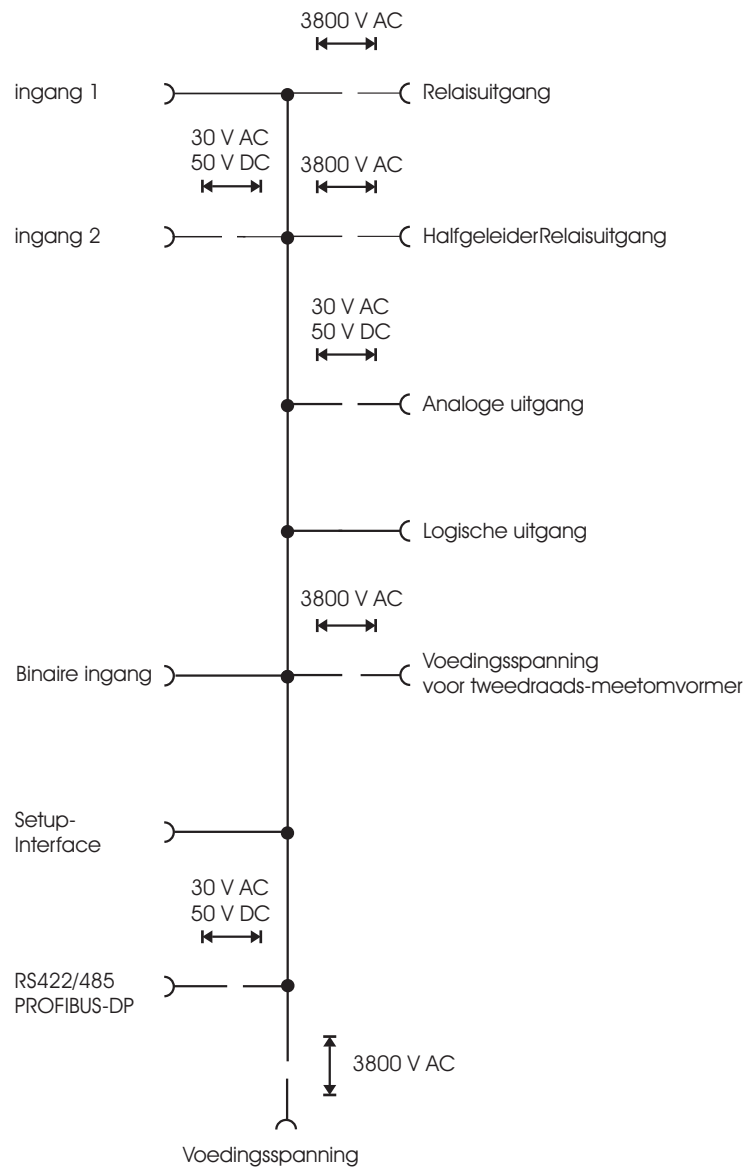 3800 V AC
ingang 1
Relaisuitgang
30 V AC
50 V DC
3800 V AC
ingang 2
HalfgeleiderRelaisuitgang
30 V AC
50 V DC
Analoge uitgang
Logische uitgang
3800 V AC
Binaire ingang
Voedingsspanning
voor tweedraads-meetomvormer
Setup-
Interface
30 V AC
50 V DC
RS422/485
PROFIBUS-DP
3800 V AC
Voedingsspanning